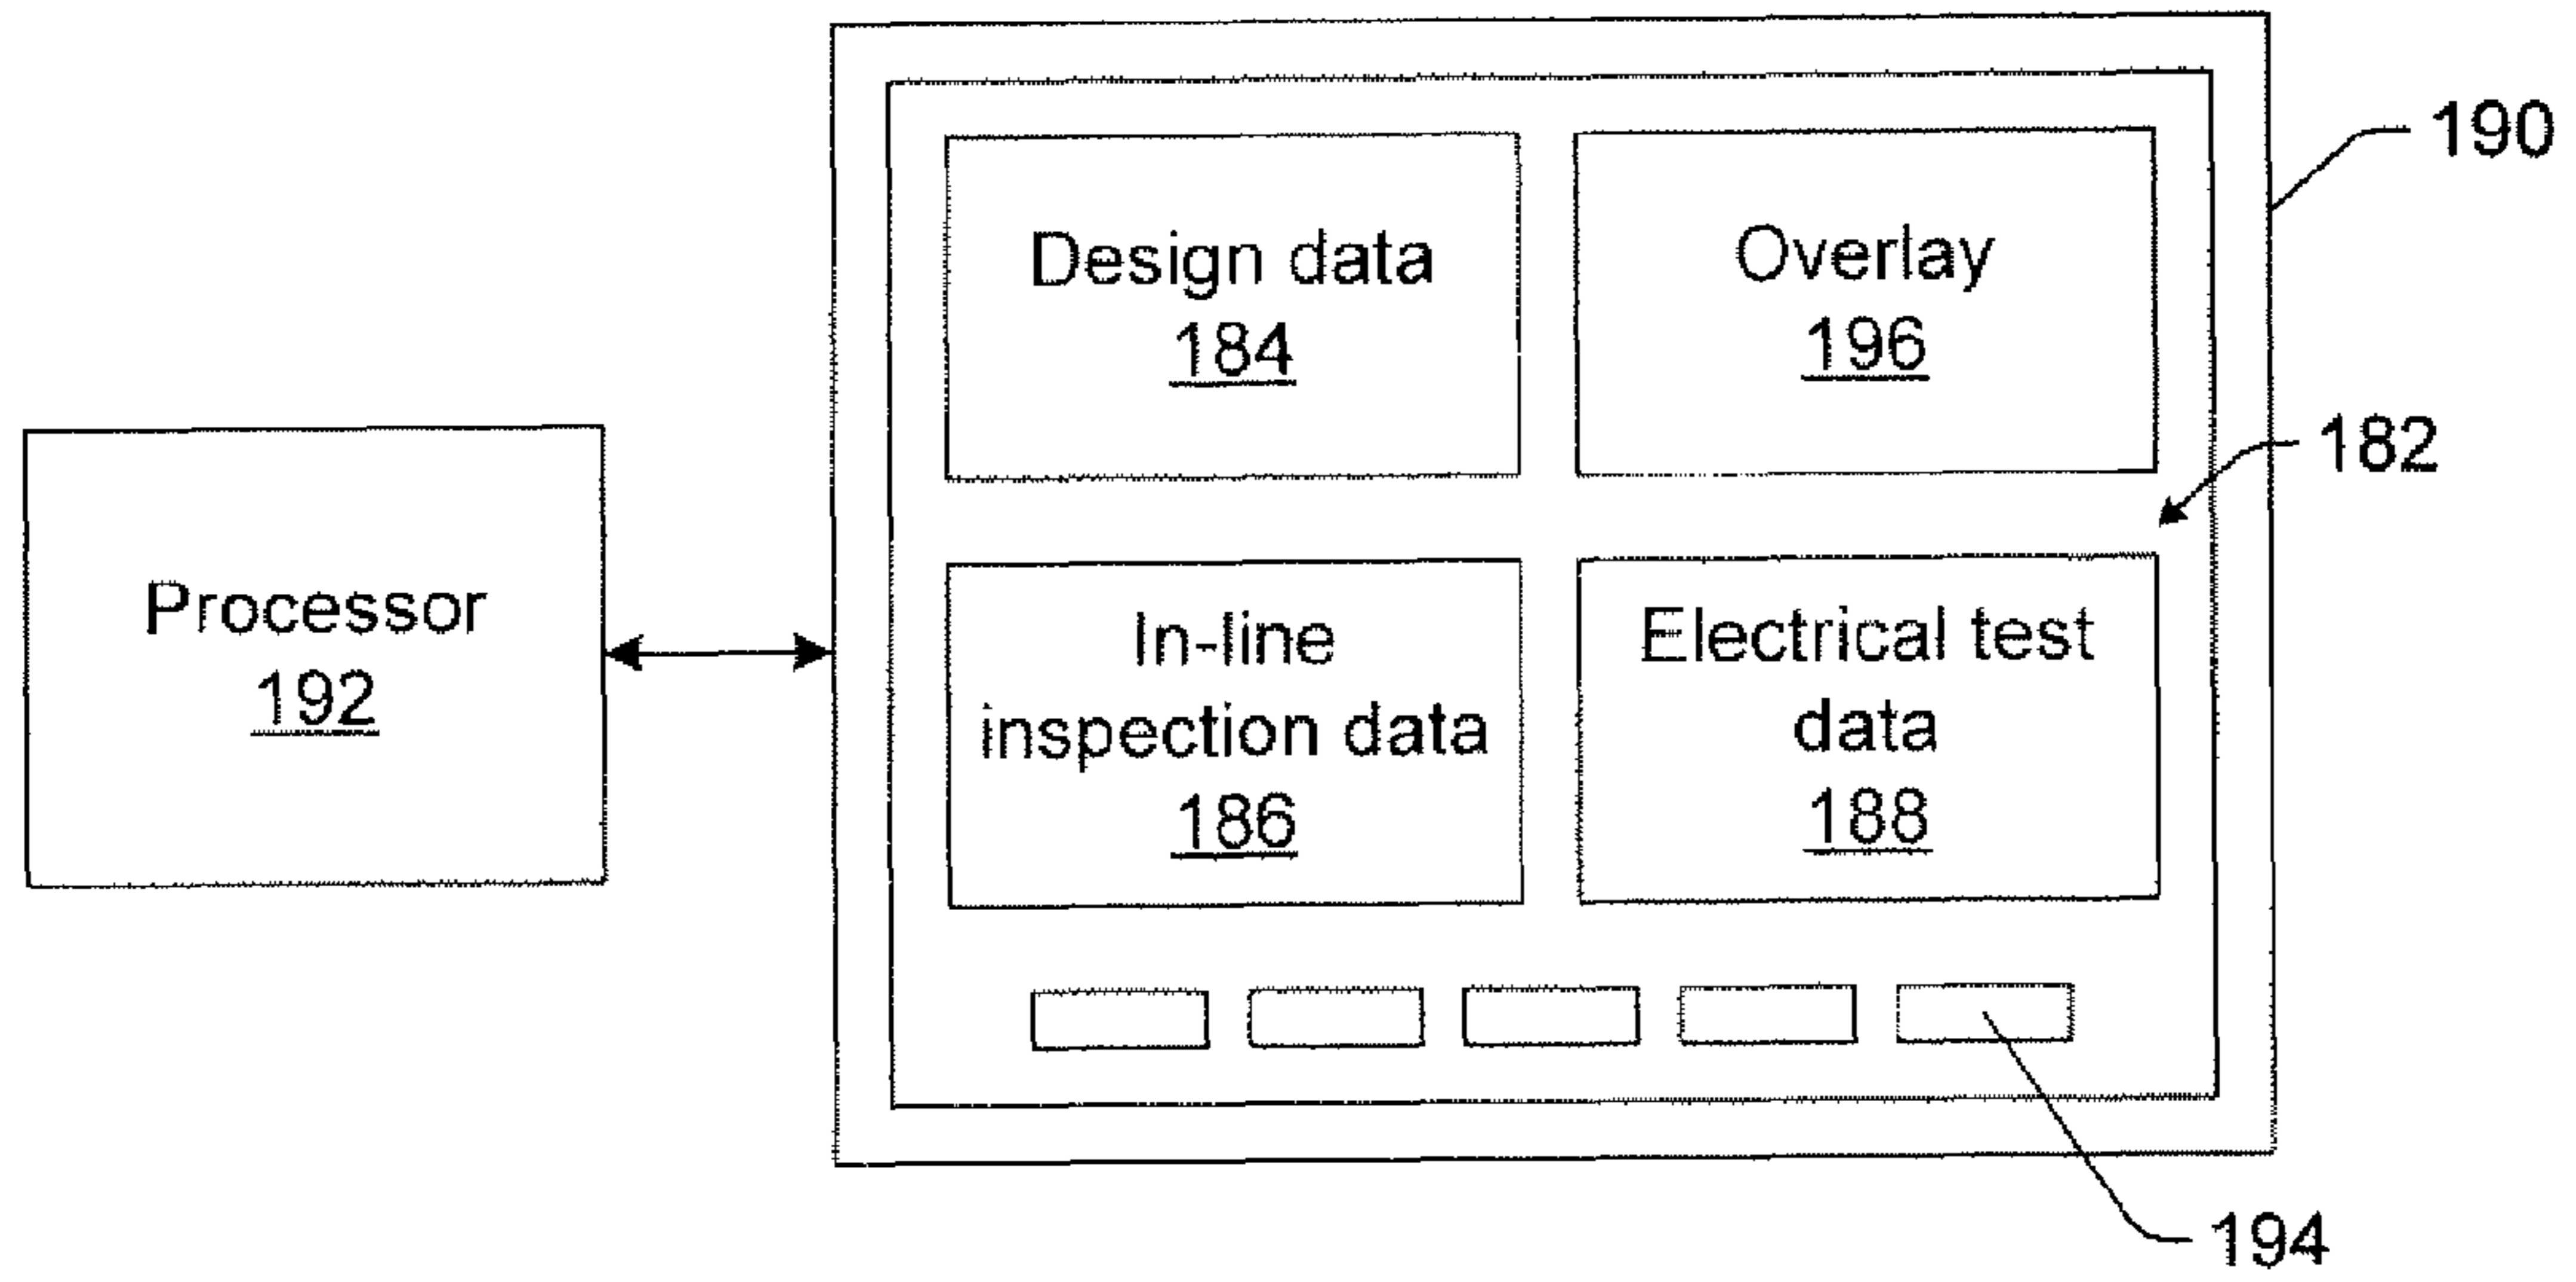 Design data
184
Overlay
196
190
182
Processor
192
In-line
inspection data
186
Electrical test
data
188
194